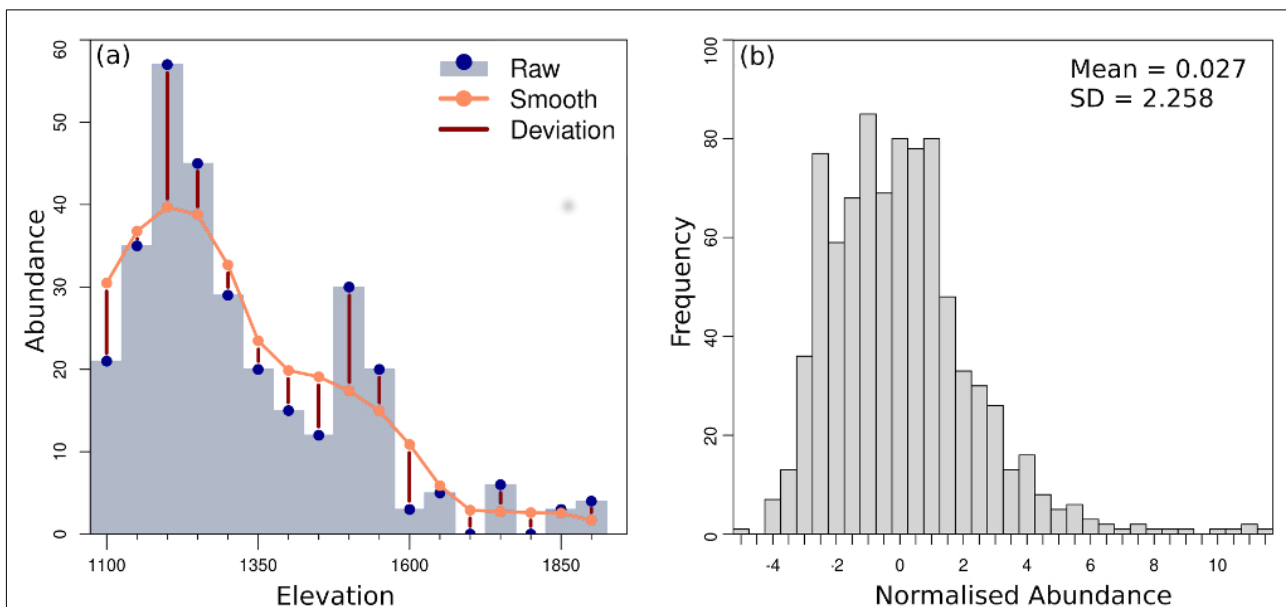 (a)
Raw
Smooth
Deviation
60
50
40
30
20
10
0
Abundance
1100
1350
1600
1850
Elevation
(b)
Mean = 0.027
SD = 2.258
100
80
60
40
20
0
Frequency
-4
-2
0
2
4
6
8
10
Normalised Abundance